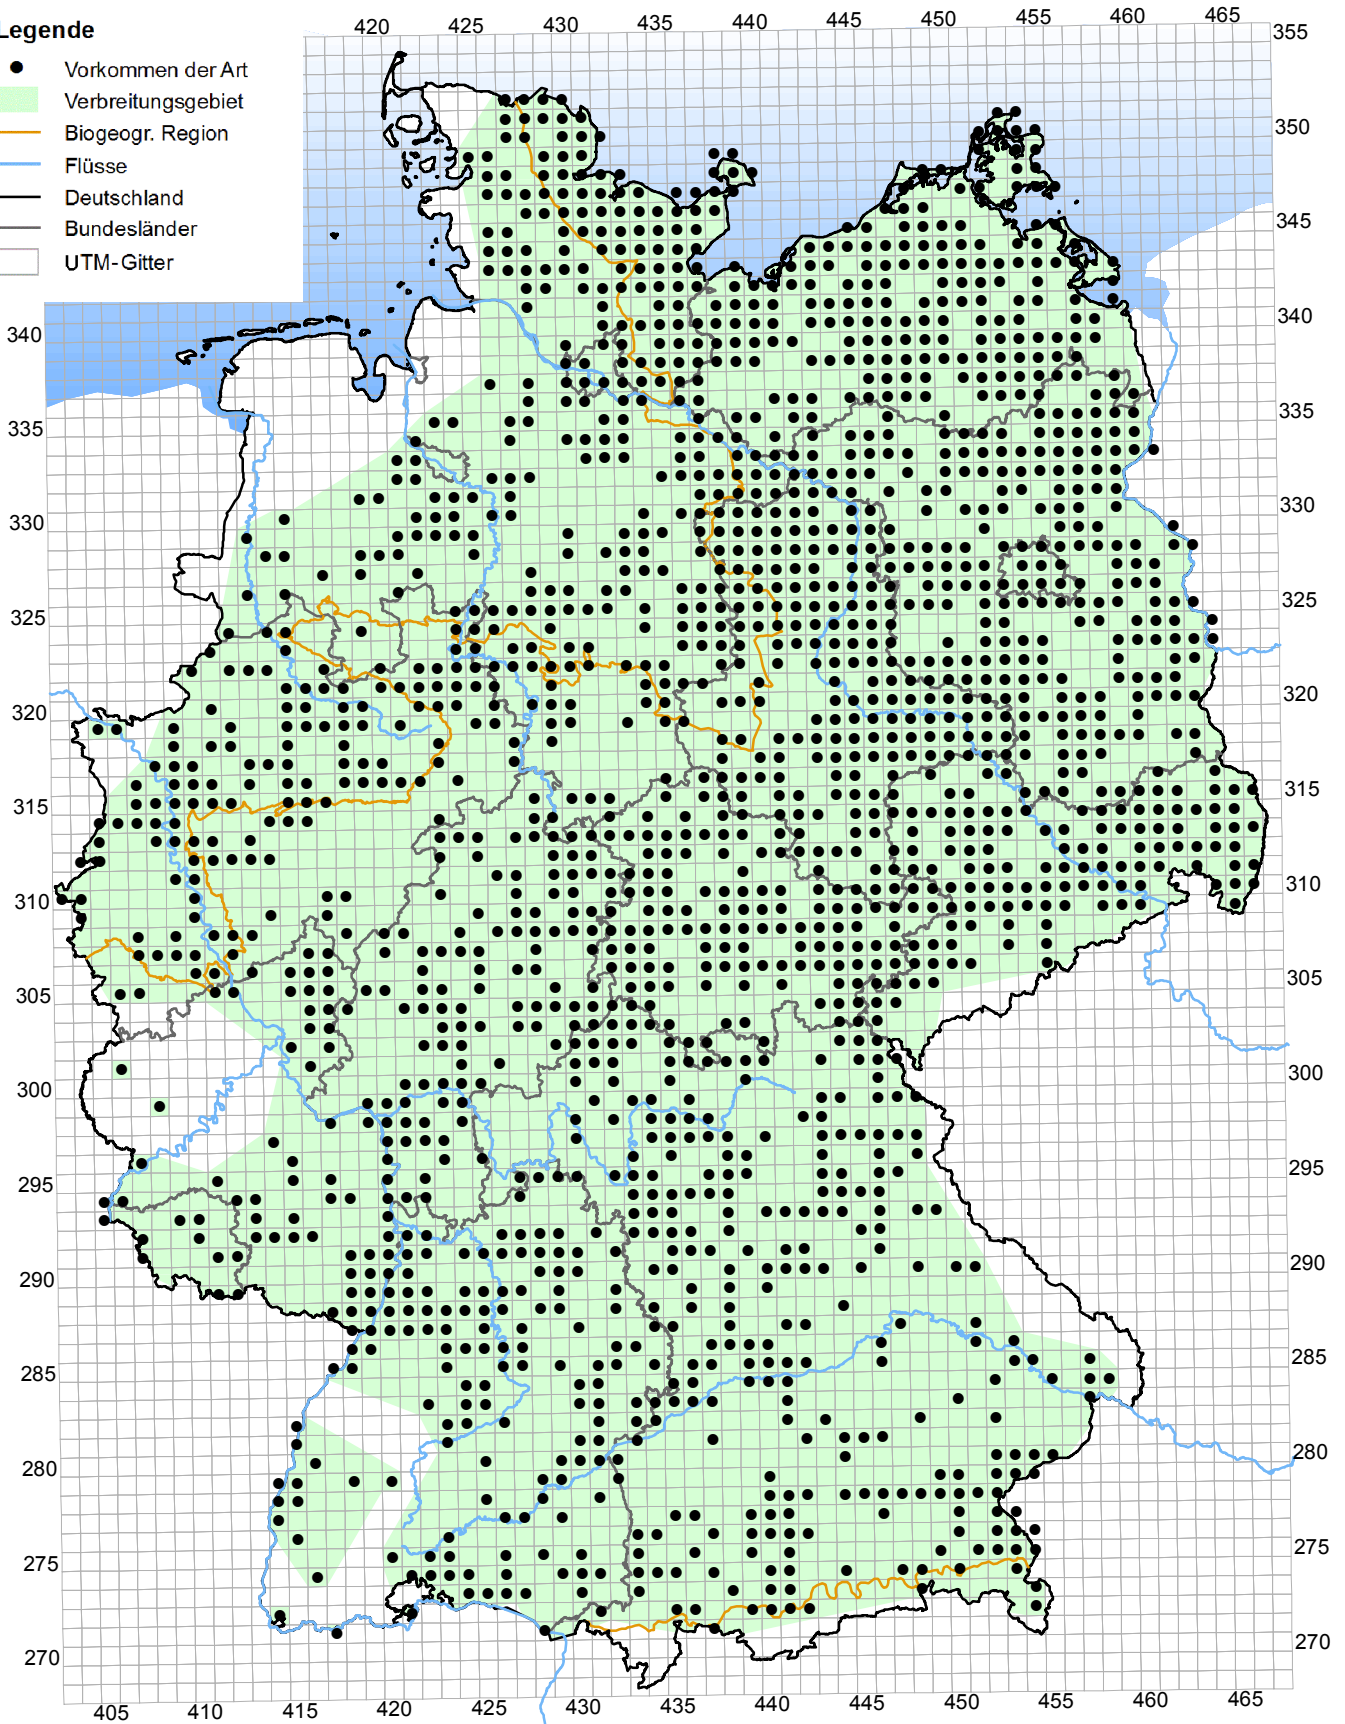 Legende
Vorkommen der Art
Verbreitungsgebiet
Biogeogr. Region
Flüsse
Deutschland
Bundesländer
UTM-Gitter
420 425 430 435 440 445 450 455 460 465
355
350
345
340 340
335 335
330 330
325 325
320 320
315 315
310 310
305 305
300 300
295 295
290 290
285 285
280 280
275 275
270 270
405 410 415 420 425 430 435 440 445 450 455 460 465